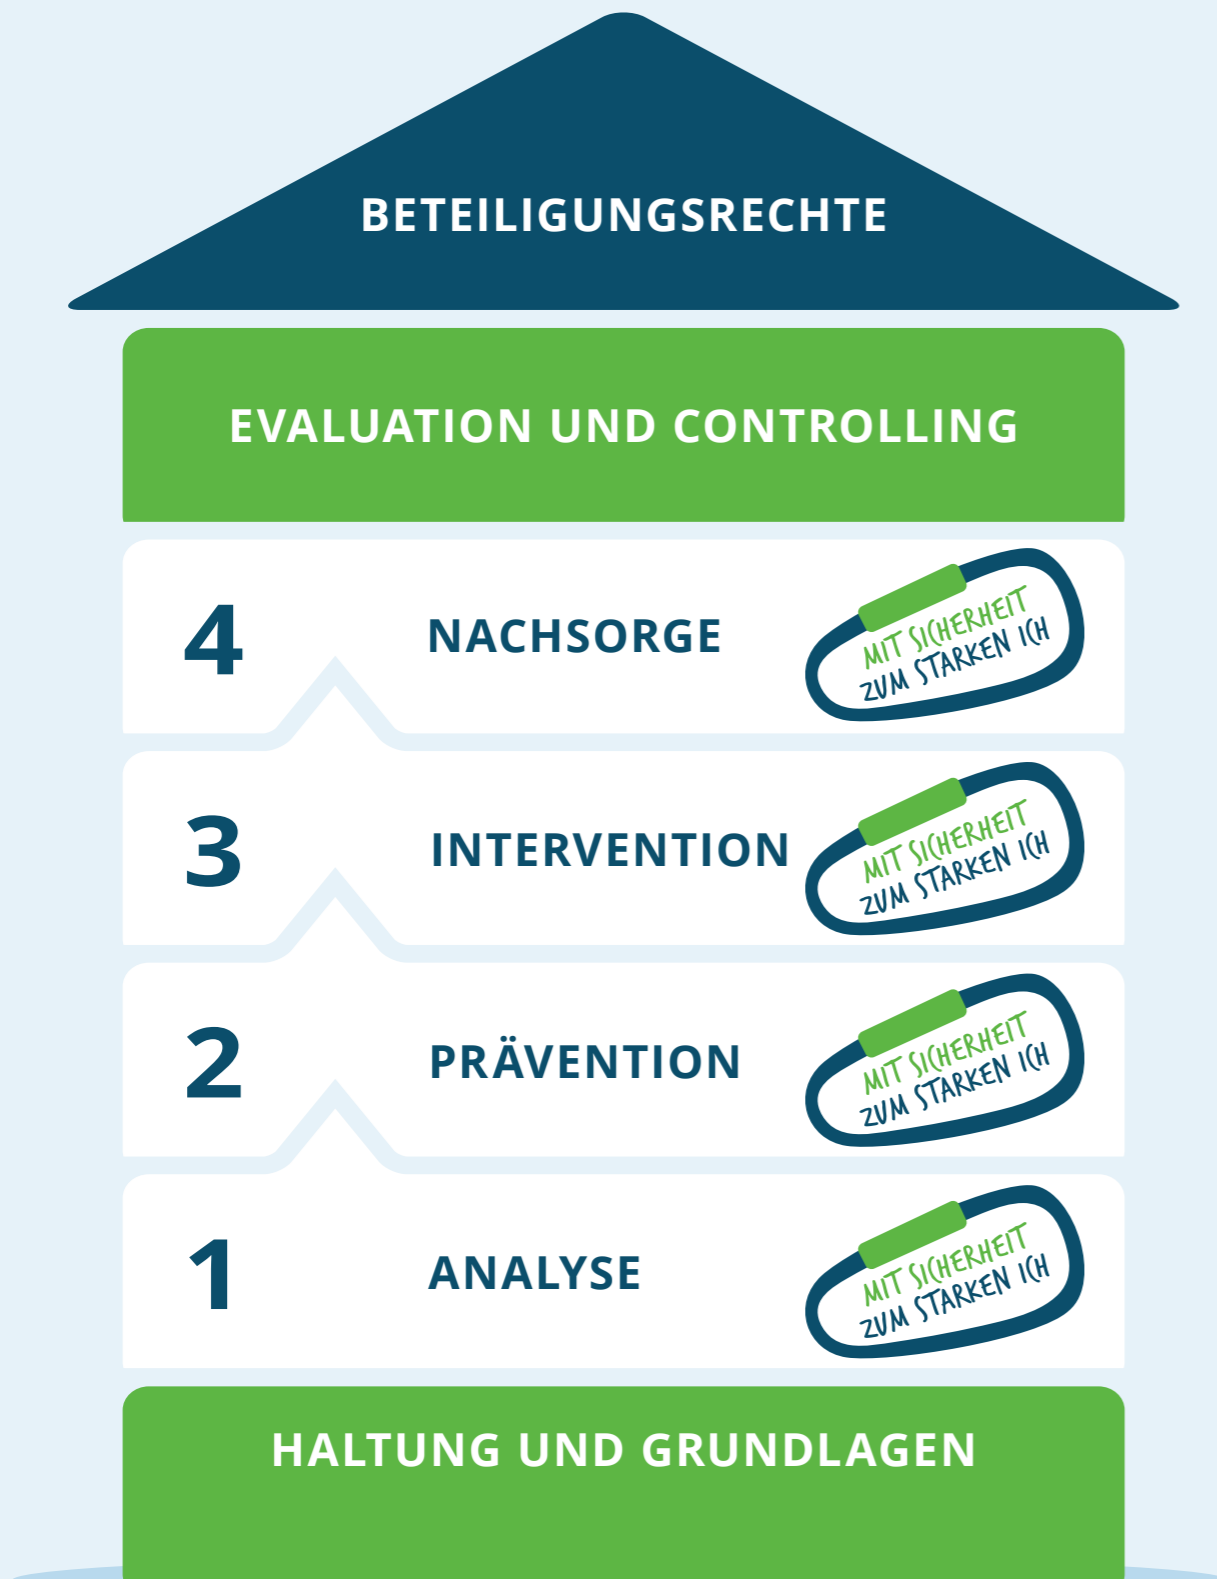 BETEILIGUNGSRECHTE
EVALUATION UND CONTROLLING
4
NACHSORGE
MIT SICHERHEIT
ZUM STARKEN ICH
3
INTERVENTION
MIT SICHERHEIT
ZUM STARKEN ICH
2
PRÄVENTION
MIT SICHERHEIT
ZUM STARKEN ICH
1
ANALYSE
MIT SICHERHEIT
ZUM STARKEN ICH
HALTUNG UND GRUNDLAGEN